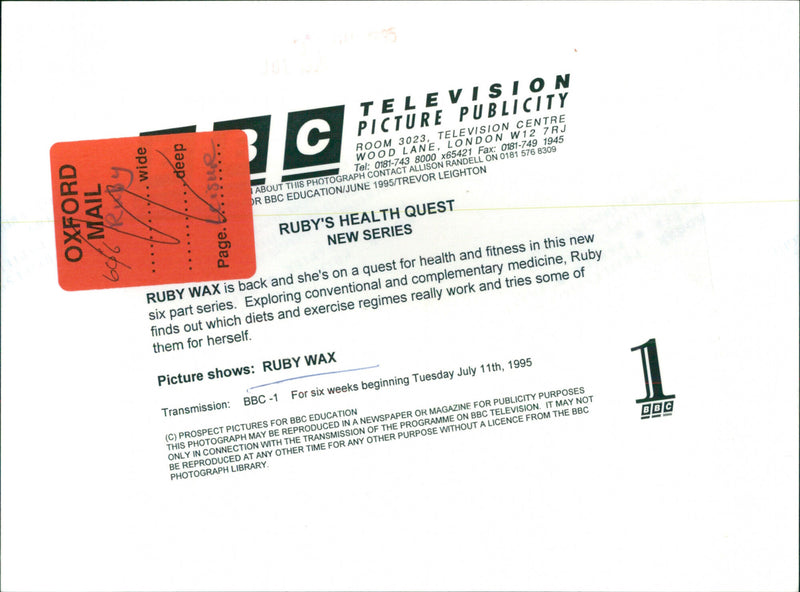 BBC TELEVISION
PICTURE PUBLICITY
ROOM 3023, TELEVISION CENTRE
WOOD LANE, LONDON W12 7RJ
Tel: 0181-743 8000 x65421 Fax: 0181-749 1945
ABOUT THIS PHOTOGRAPH CONTACT ALLISON RANDELL ON 0181 576 8309
OR BBC EDUCATION/JUNE 1995/TREVOR LEIGHTON
OXFORD
MAIL
646 Ruby
wide
deep
Page.
RUBY'S HEALTH QUEST
NEW SERIES
RUBY WAX is back and she's on a quest for health and fitness in this new
six part series. Exploring conventional and complementary medicine, Ruby
finds out which diets and exercise regimes really work and tries some of
them for herself.
Picture shows: RUBY WAX
Transmission: BBC -1 For six weeks beginning Tuesday July 11th, 1995
(C) PROSPECT PICTURES FOR BBC EDUCATION
THIS PHOTOGRAPH MAY BE REPRODUCED IN A NEWSPAPER OR MAGAZINE FOR PUBLICITY PURPOSES
ONLY IN CONNECTION WITH THE TRANSMISSION OF THE PROGRAMME ON BBC TELEVISION. IT MAY NOT
BE REPRODUCED AT ANY OTHER TIME FOR ANY OTHER PURPOSE WITHOUT A LICENCE FROM THE BBC
PHOTOGRAPH LIBRARY.
1
BBC